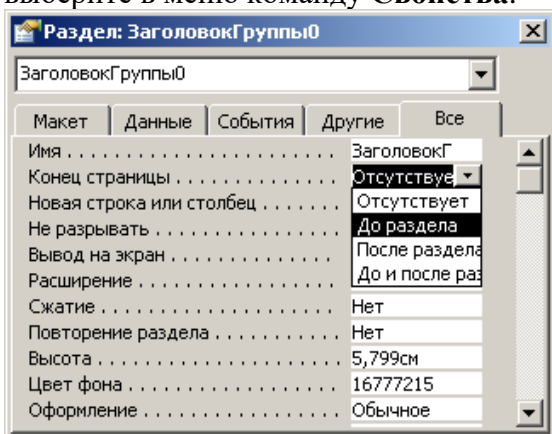 выберите в меню команду Свойства.
Раздел: ЗаголовокГруппы0
ЗаголовокГруппы0
Макет Данные События Другие Все
Имя . . . . . . . . . . . . . . . . . . . . . . . ЗаголовокГ
Конец страницы . . . . . . . . . . . . . . Отсутствуе
Новая строка или столбец . . . . . . . Отсутствует
Не разрывать . . . . . . . . . . . . . . . . До раздела
Вывод на экран . . . . . . . . . . . . . . После раздела
Расширение . . . . . . . . . . . . . . . . . До и после раз
Сжатие . . . . . . . . . . . . . . . . . . . . Нет
Повторение раздела . . . . . . . . . . . Нет
Высота . . . . . . . . . . . . . . . . . . . . 5,799см
Цвет фона . . . . . . . . . . . . . . . . . . 16777215
Оформление . . . . . . . . . . . . . . . . . Обычное